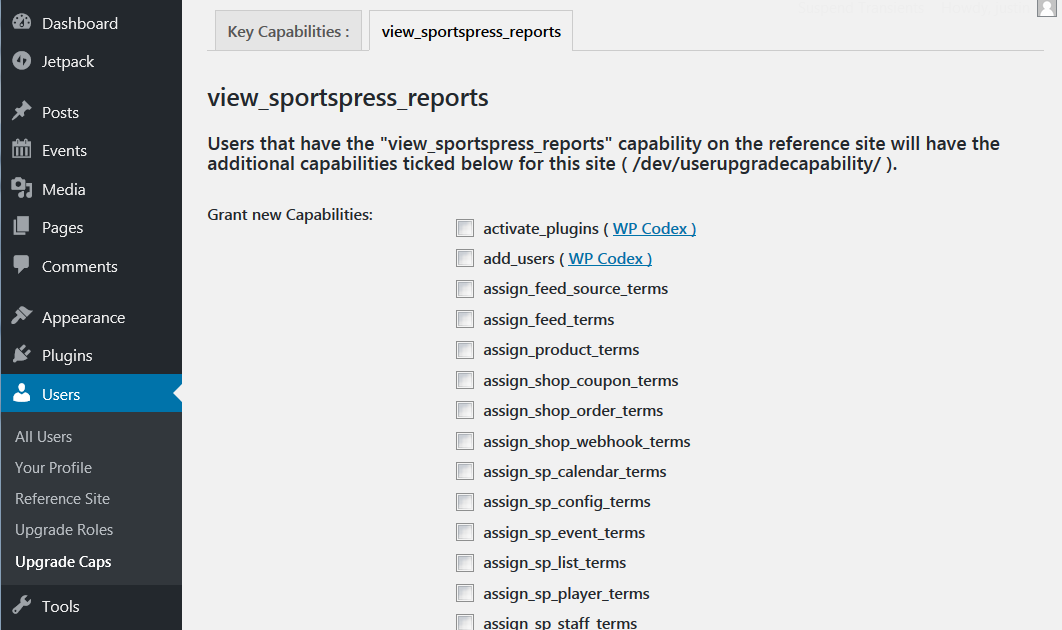 Dashboard
Jetpack
Posts
Events
Media
Pages
Comments
Appearance
Plugins
Users
All Users
Your Profile
Reference Site
Upgrade Roles
Upgrade Caps
Tools
Key Capabilities :
view_sportspress_reports
view_sportspress_reports
Users that have the "view_sportspress_reports" capability on the reference site will have the
additional capabilities ticked below for this site ( /dev/userupgradecapability/ ).
Grant new Capabilities:
activate_plugins ( WP Codex )
add_users ( WP Codex )
assign_feed_source_terms
assign_feed_terms
assign_product_terms
assign_shop_coupon_terms
assign_shop_order_terms
assign_shop_webhook_terms
assign_sp_calendar_terms
assign_sp_config_terms
assign_sp_event_terms
assign_sp_list_terms
assign_sp_player_terms
assign_sp_staff_terms